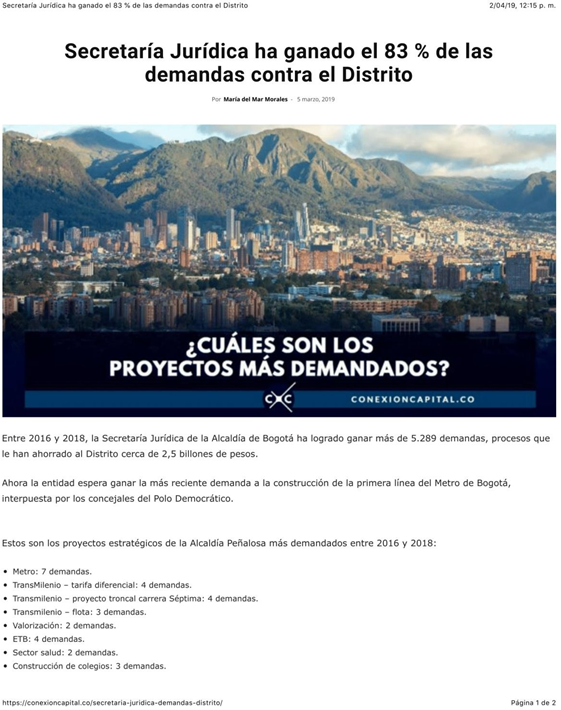 Secretaría Jurídica ha ganado el 83 % de las demandas contra el Distrito
2/04/19, 12:15 p. m.
Secretaría Jurídica ha ganado el 83 % de las
demandas contra el Distrito
Por María del Mar Morales - 5 marzo, 2019
¿CUÁLES SON LOS
PROYECTOS MÁS DEMANDADOS?
CXC
CONEXIONCAPITAL.CO
Entre 2016 y 2018, la Secretaría Jurídica de la Alcaldía de Bogotá ha logrado ganar más de 5.289 demandas, procesos que
le han ahorrado al Distrito cerca de 2,5 billones de pesos.
Ahora la entidad espera ganar la más reciente demanda a la construcción de la primera línea del Metro de Bogotá,
interpuesta por los concejales del Polo Democrático.
Estos son los proyectos estratégicos de la Alcaldía Peñalosa más demandados entre 2016 y 2018:
• Metro: 7 demandas.
• TransMilenio – tarifa diferencial: 4 demandas.
• Transmilenio – proyecto troncal carrera Séptima: 4 demandas.
• Transmilenio – flota: 3 demandas.
• Valorización: 2 demandas.
• ETB: 4 demandas.
• Sector salud: 2 demandas.
• Construcción de colegios: 3 demandas.
https://conexioncapital.co/secretaria-juridica-demandas-distrito/
Página 1 de 2